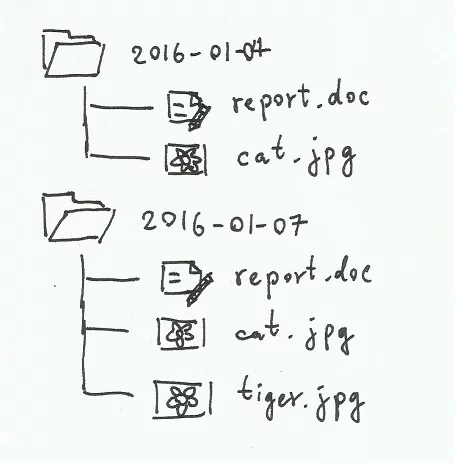 2016-01-04
report.doc
cat.jpg
2016-01-07
report.doc
cat.jpg
tiger.jpg